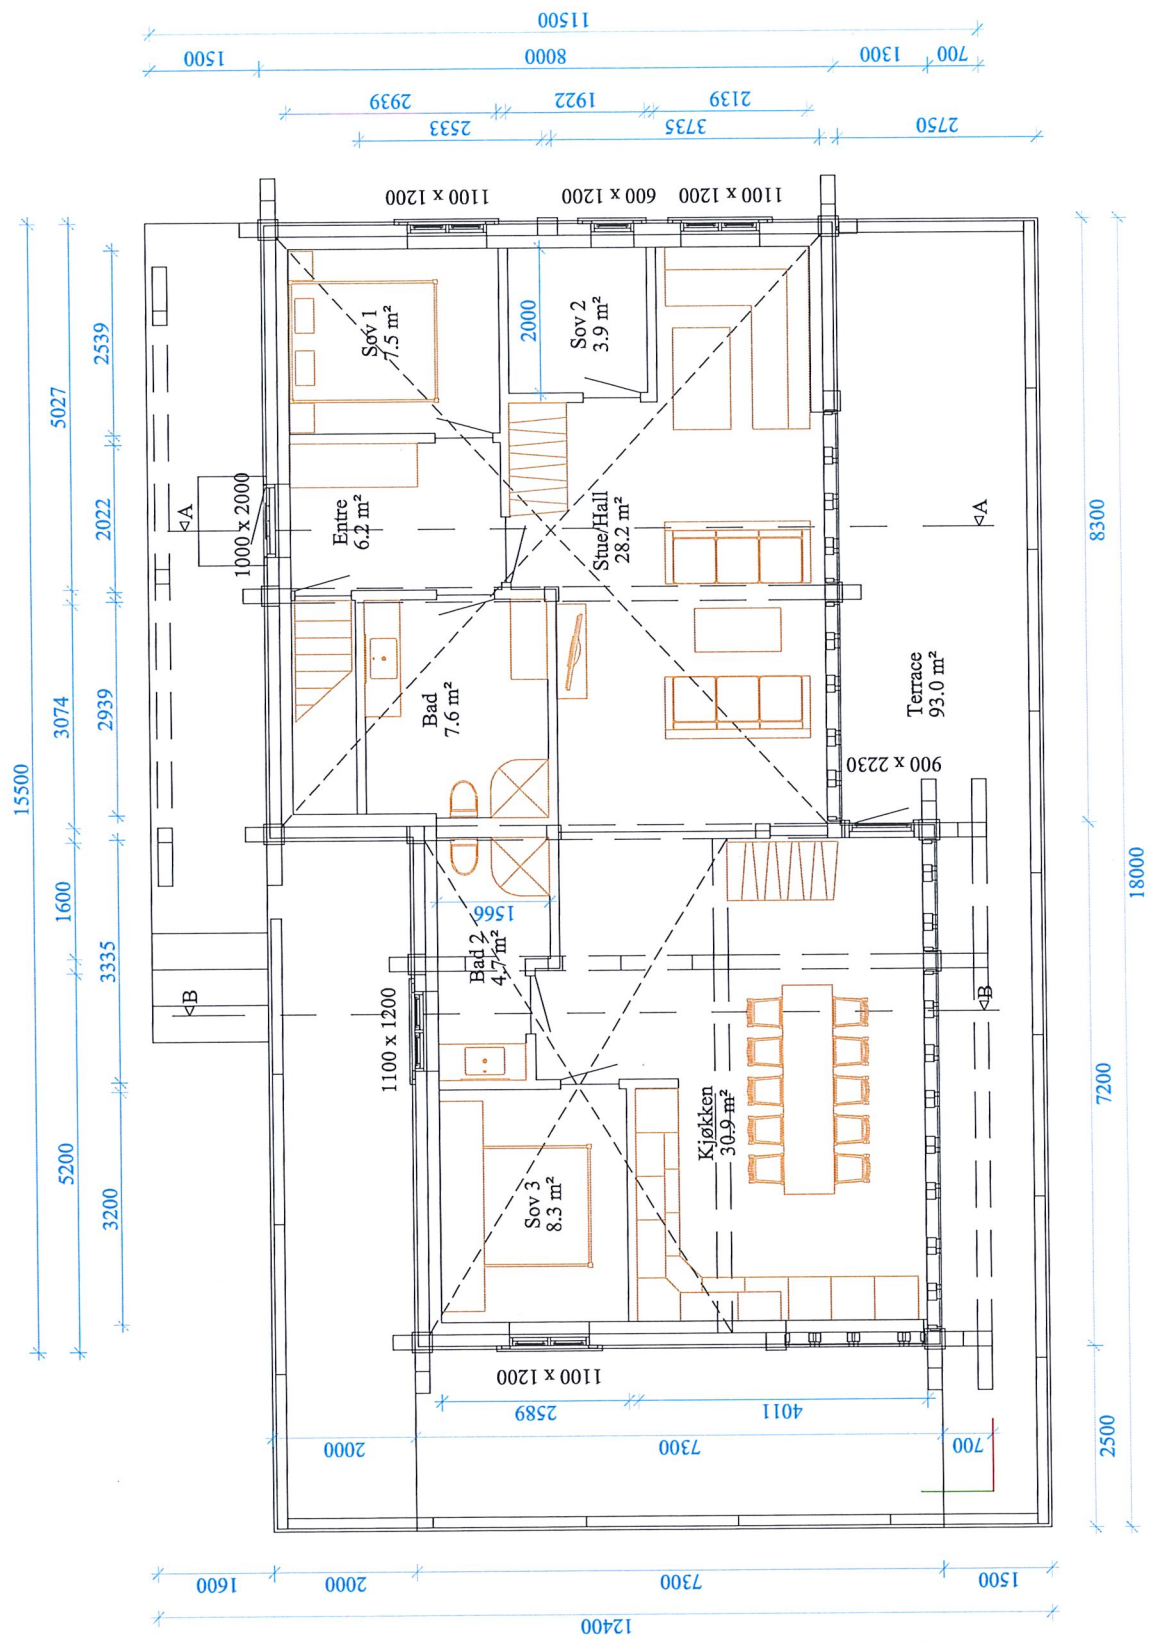 11500
1500
8000
1300
700
2939
1922
2139
2533
3735
2750
1100 x 1200
600 x 1200
1100 x 1200
15500
5027
3074
1600
5200
2539
2022
2939
3335
3200
1000 x 2000
A
A
Sov 1
7.5 m²
2000
Sov 2
3.9 m²
Entre
6.2 m²
Stue/Hall
28.2 m²
Bad
7.6 m²
Terrace
93.0 m²
900 x 2230
8300
7200
2500
18000
1566
Bad 2
4.7 m²
B
B
1100 x 1200
Kjøkken
30.9 m²
Sov 3
8.3 m²
1100 x 1200
2589
4011
2000
7300
700
1600
2000
7300
1500
12400